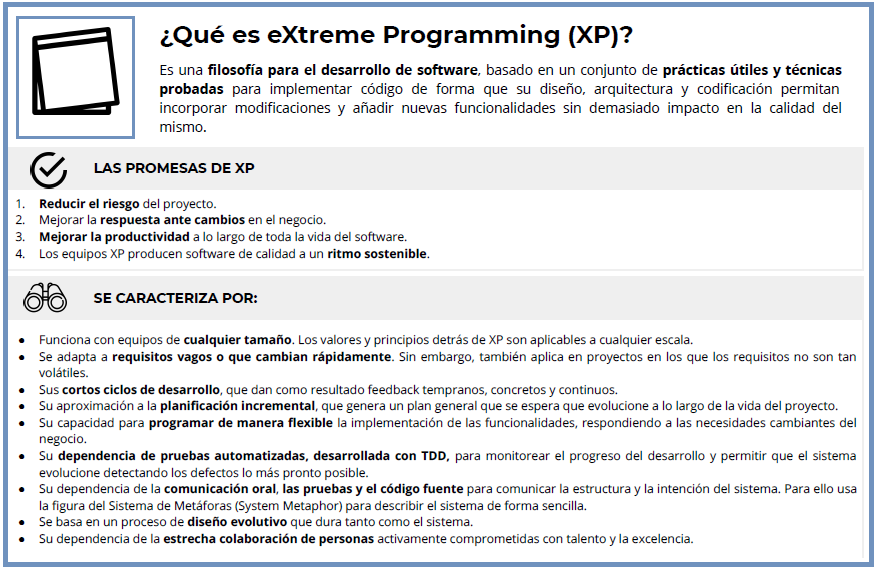 ¿Qué es eXtreme Programming (XP)?
Es una filosofía para el desarrollo de software, basado en un conjunto de prácticas útiles y técnicas
probadas para implementar código de forma que su diseño, arquitectura y codificación permitan
incorporar modificaciones y añadir nuevas funcionalidades sin demasiado impacto en la calidad del
mismo.
LAS PROMESAS DE XP
1. Reducir el riesgo del proyecto.
2. Mejorar la respuesta ante cambios en el negocio.
3. Mejorar la productividad a lo largo de toda la vida del software.
4. Los equipos XP producen software de calidad a un ritmo sostenible.
SE CARACTERIZA POR:
● Funciona con equipos de cualquier tamaño. Los valores y principios detrás de XP son aplicables a cualquier escala.
● Se adapta a requisitos vagos o que cambian rápidamente. Sin embargo, también aplica en proyectos en los que los requisitos no son tan
volátiles.
● Sus cortos ciclos de desarrollo, que dan como resultado feedback tempranos, concretos y continuos.
● Su aproximación a la planificación incremental, que genera un plan general que se espera que evolucione a lo largo de la vida del proyecto.
● Su capacidad para programar de manera flexible la implementación de las funcionalidades, respondiendo a las necesidades cambiantes del
negocio.
● Su dependencia de pruebas automatizadas, desarrollada con TDD, para monitorear el progreso del desarrollo y permitir que el sistema
evolucione detectando los defectos lo más pronto posible.
● Su dependencia de la comunicación oral, las pruebas y el código fuente para comunicar la estructura y la intención del sistema. Para ello usa
la figura del Sistema de Metáforas (System Metaphor) para describir el sistema de forma sencilla.
● Se basa en un proceso de diseño evolutivo que dura tanto como el sistema.
● Su dependencia de la estrecha colaboración de personas activamente comprometidas con talento y la excelencia.